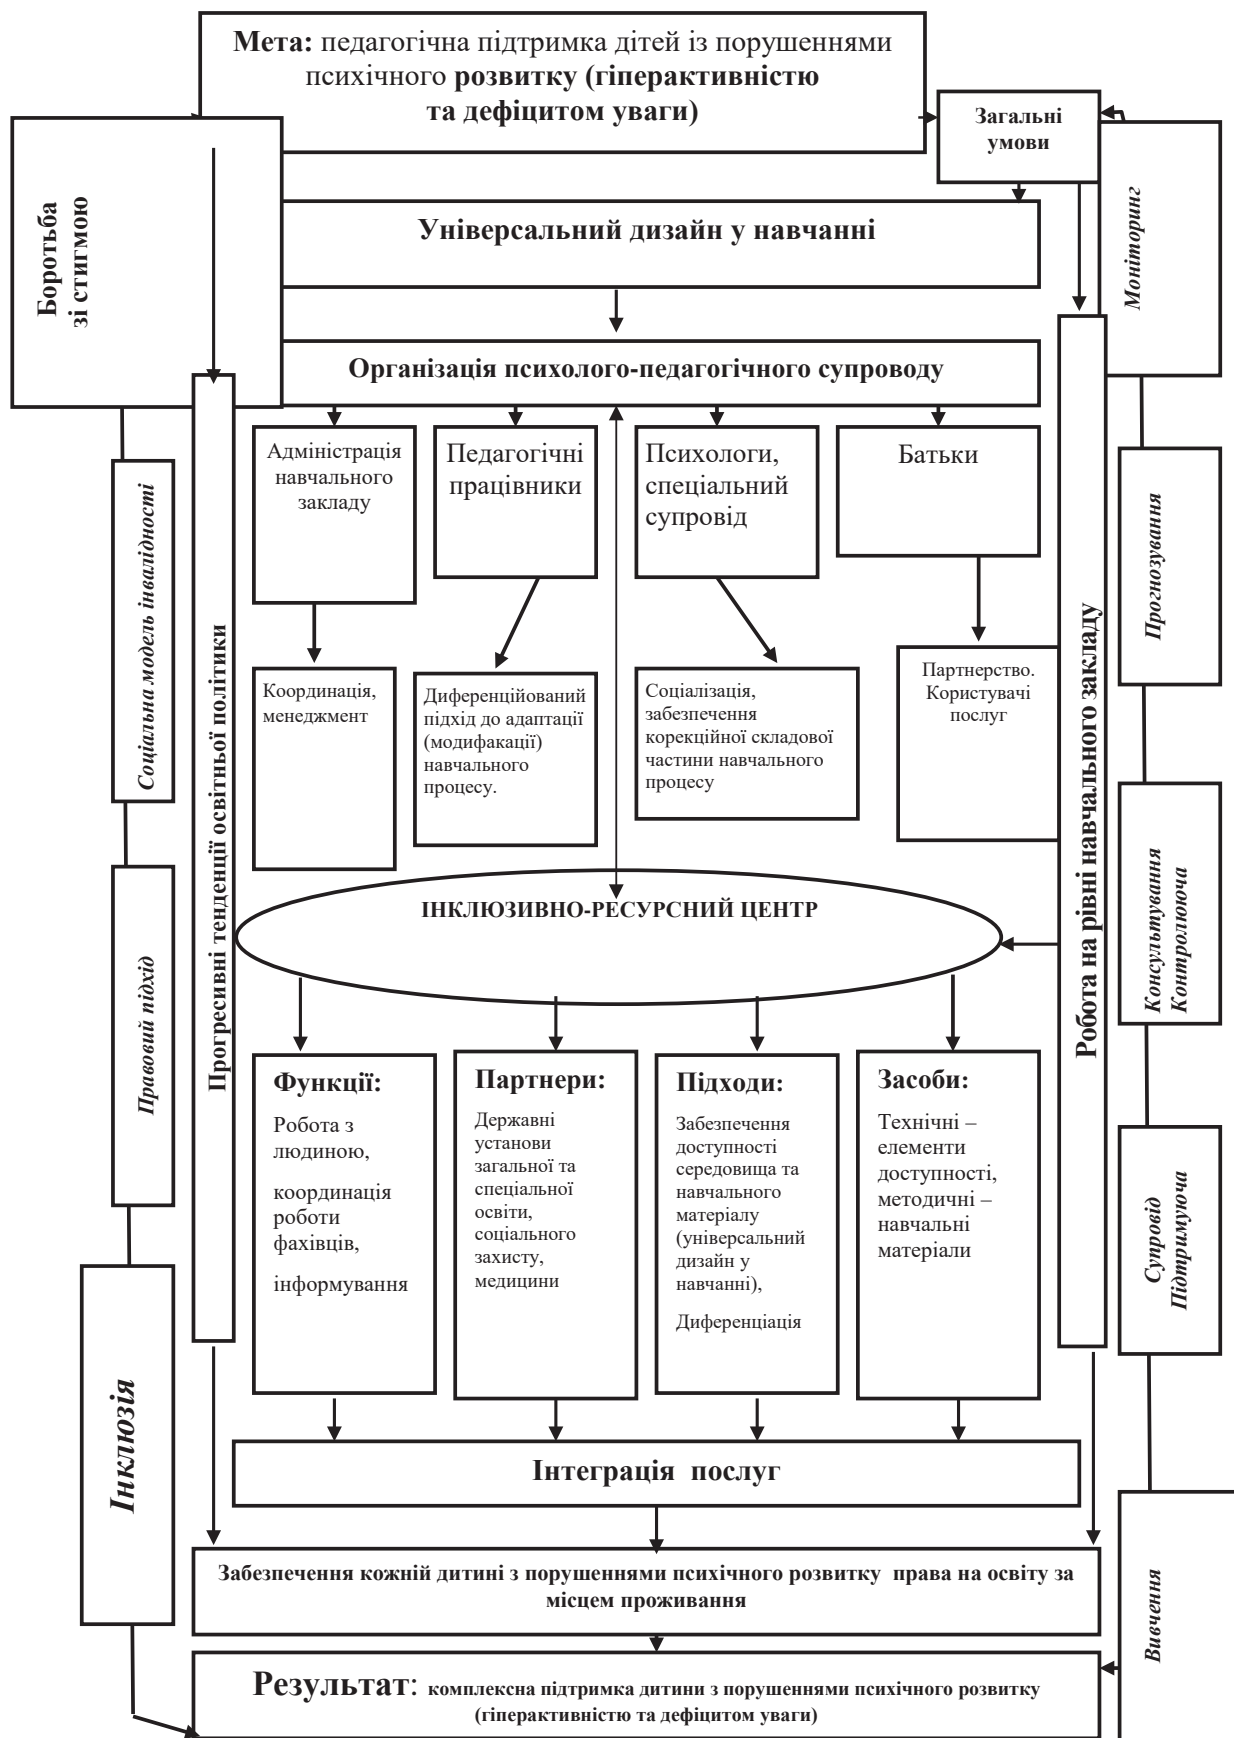 Мета: педагогічна підтримка дітей із порушеннями
психічного розвитку (гіперактивністю
та дефіцитом уваги)
Загальні
умови
Боротьба
зі стигмою
Моніторинг
Універсальний дизайн у навчанні
Організація психолого-педагогічного супроводу
Адміністрація
навчального
закладу
Педагогічні
працівники
Психологи,
спеціальний
супровід
Батьки
Соціальна модель інвалідності
Прогресивні тенденції освітньої політики
Робота на рівні навчального закладу
Прогнозування
Координація,
менеджмент
Диференційований
підхід до адаптації
(модифакації)
навчального
процесу.
Соціалізація,
забезпечення
корекційної складової
частини навчального
процесу
Партнерство.
Користувачі
послуг
ІНКЛЮЗИВНО-РЕСУРСНИЙ ЦЕНТР
Правовий підхід
Консультування
Контролююча
Функції:
Робота з
людиною,
координація
роботи
фахівців,
інформування
Партнери:
Державні
установи
загальної та
спеціальної
освіти,
соціального
захисту,
медицини
Підходи:
Забезпечення
доступності
середовища та
навчального
матеріалу
(універсальний
дизайн у
навчанні),
Диференціація
Засоби:
Технічні –
елементи
доступності,
методичні –
навчальні
матеріали
Супровід
Підтримуюча
Інклюзія
Інтеграція послуг
Забезпечення кожній дитині з порушеннями психічного розвитку права на освіту за
місцем проживання
Вивчення
Результат: комплексна підтримка дитини з порушеннями психічного розвитку
(гіперактивністю та дефіцитом уваги)